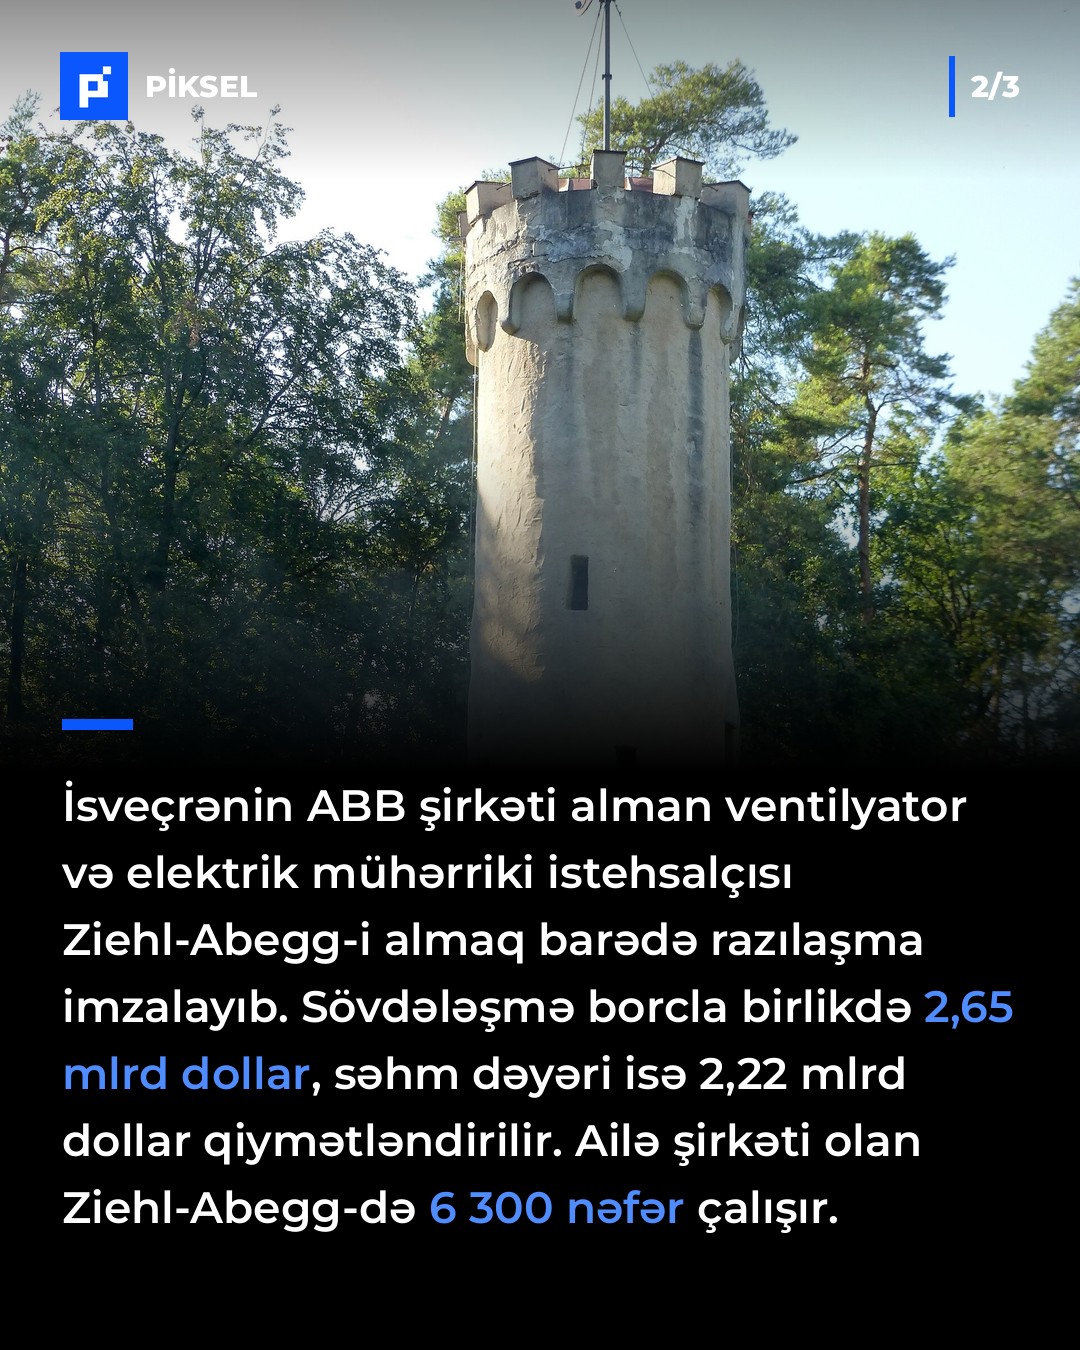 PİKSEL
2/3
İsveçrənin ABB şirkəti alman ventilyator
və elektrik mühərriki istehsalçısı
Ziehl-Abegg-i almaq barədə razılaşma
imzalayıb. Sövdələşmə borcla birlikdə 2,65
mlrd dollar, səhm dəyəri isə 2,22 mlrd
dollar qiymətləndirilir. Ailə şirkəti olan
Ziehl-Abegg-də 6 300 nəfər çalışır.